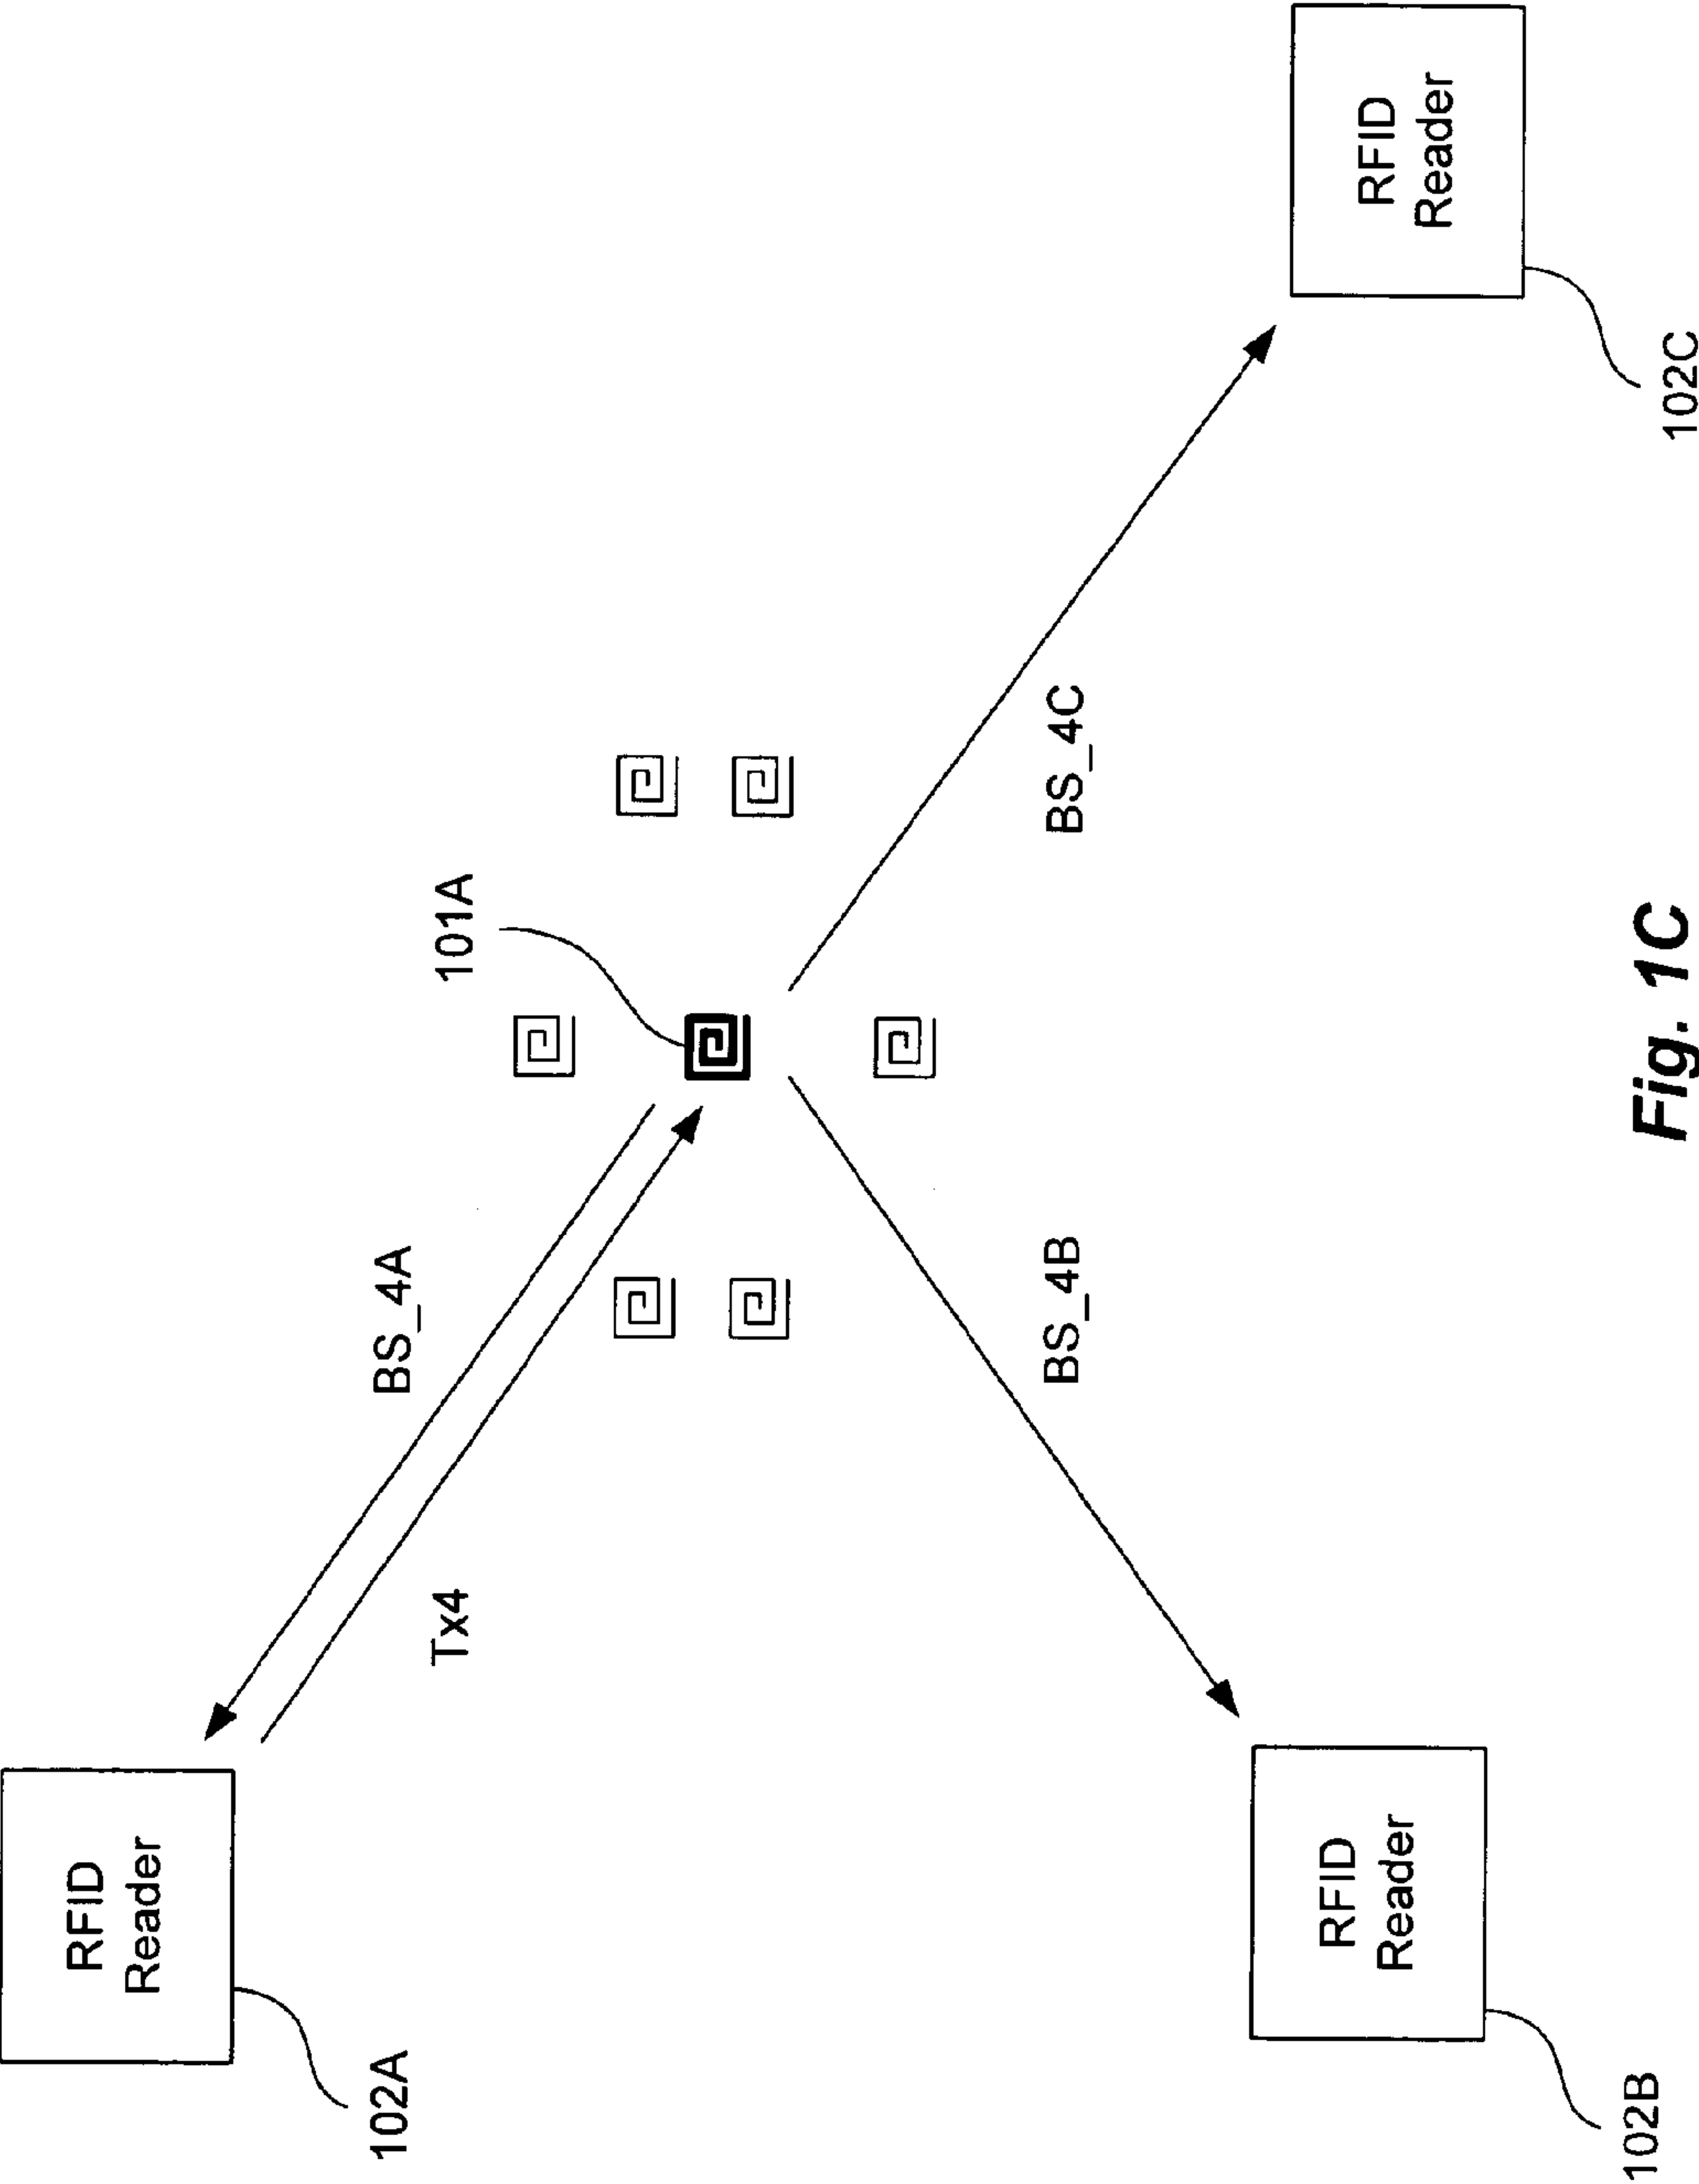 RFID
Reader
102A
BS_4A
Tx4
101A
BS_4B
BS_4C
RFID
Reader
102B
RFID
Reader
102C
Fig. 1C